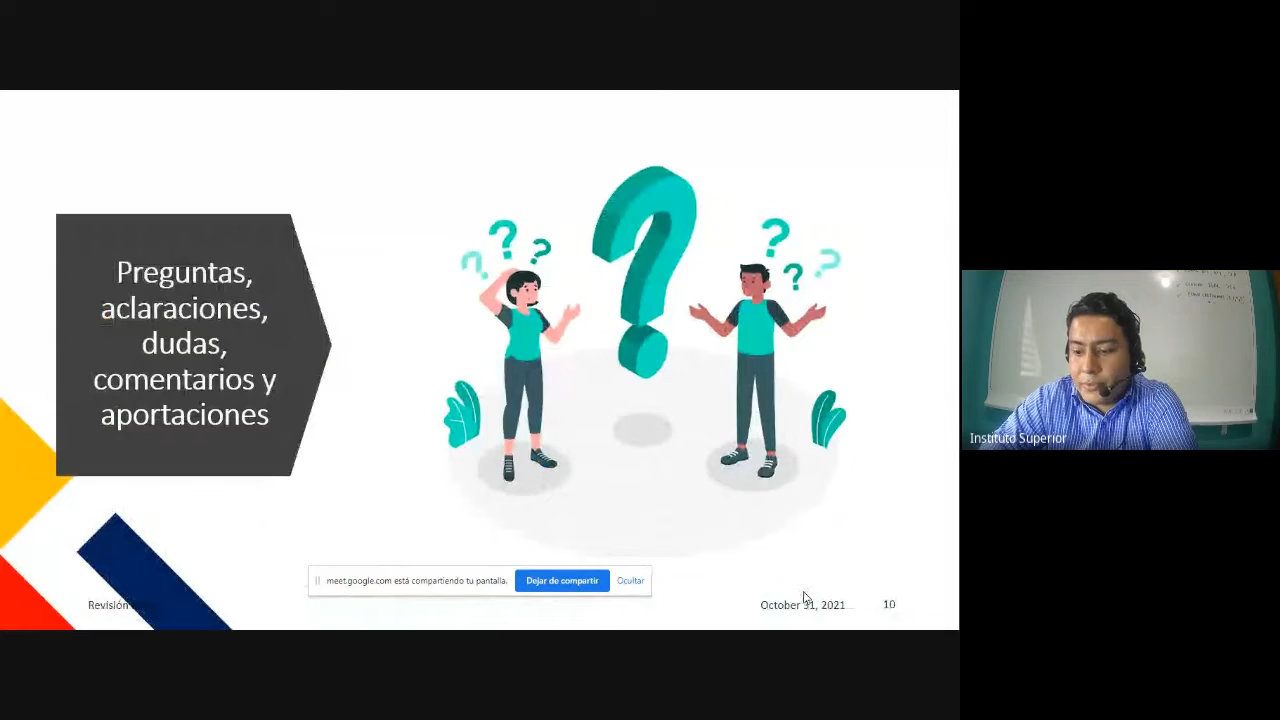 Preguntas,
aclaraciones,
dudas,
comentarios y
aportaciones
meet.google.com está compartiendo tu pantalla.
Dejar de compartir
Ocultar
Revisión
October 31, 2021
10
Instituto Superior